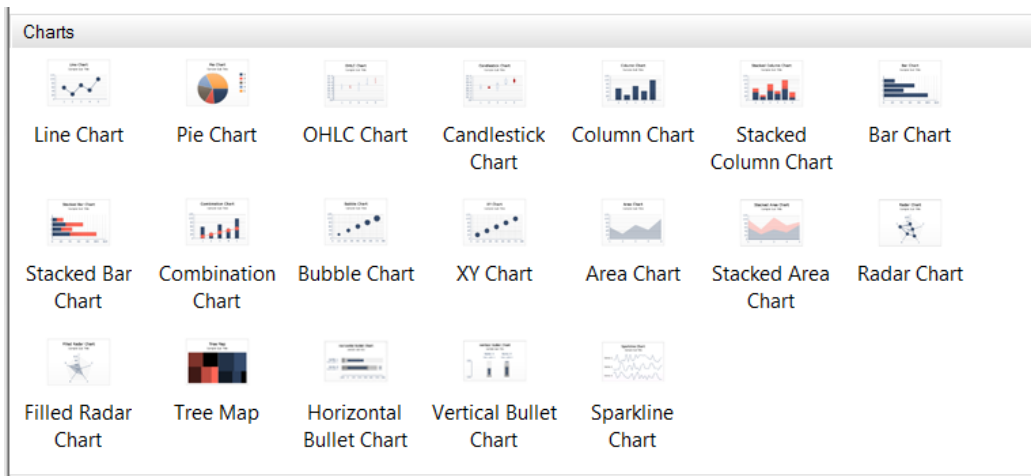 Charts
Line Chart
Pie Chart
OHLC Chart
Candlestick
Chart
Column Chart
Stacked
Column Chart
Bar Chart
Stacked Bar
Chart
Combination
Chart
Bubble Chart
XY Chart
Area Chart
Stacked Area
Chart
Radar Chart
Filled Radar
Chart
Tree Map
Horizontal
Bullet Chart
Vertical Bullet
Chart
Sparkline
Chart